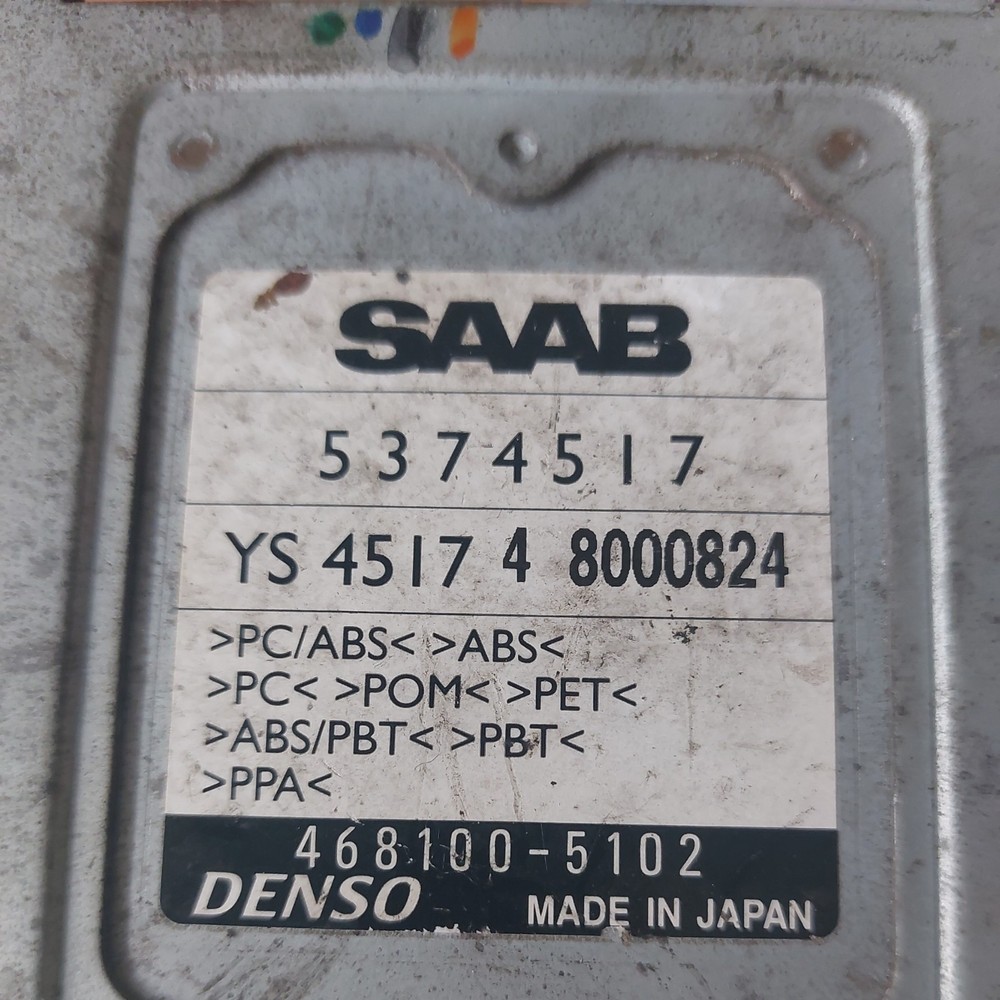 SAAB
5374517
YS 4517 4 8000824
>PC/ABS< >ABS<
>PC< >POM< >PET<
>ABS/PBT< >PBT<
>PPA<
468100-5102
DENSO MADE IN JAPAN